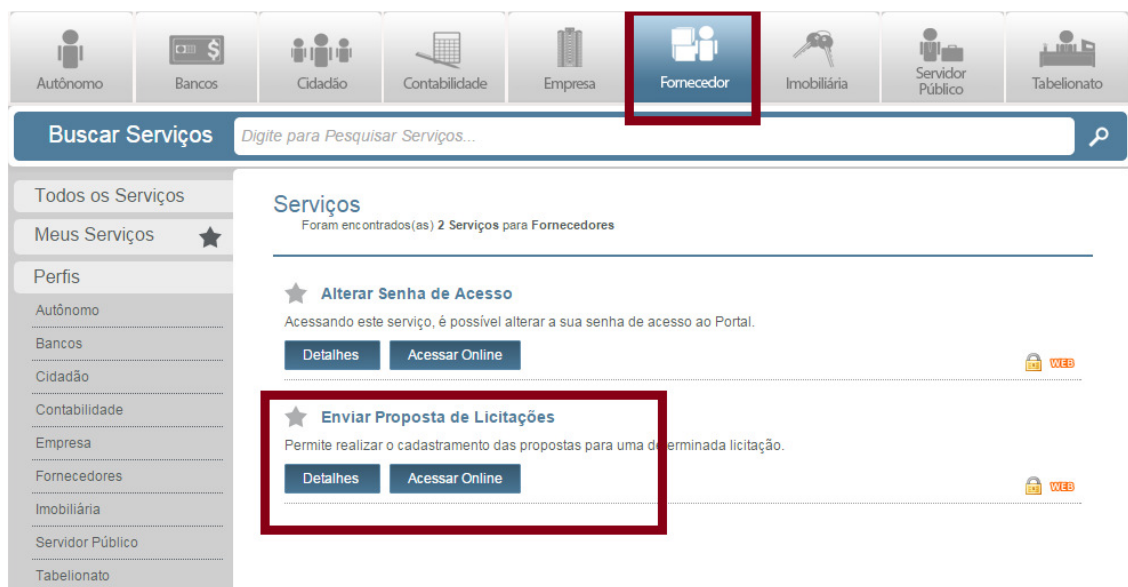 Autônomo
Bancos
Cidadão
Contabilidade
Empresa
Fornecedor
Imobiliária
Servidor
Público
Tabelionato
Buscar Serviços
Digite para Pesquisar Serviços...
Todos os Serviços
Meus Serviços
Perfis
Autônomo
Bancos
Cidadão
Contabilidade
Empresa
Fornecedores
Imobiliária
Servidor Público
Tabelionato
Serviços
Foram encontrados(as) 2 Serviços para Fornecedores
Alterar Senha de Acesso
Acessando este serviço, é possível alterar a sua senha de acesso ao Portal.
Detalhes Acessar Online
WEB
Enviar Proposta de Licitações
Permite realizar o cadastramento das propostas para uma determinada licitação.
Detalhes Acessar Online
WEB